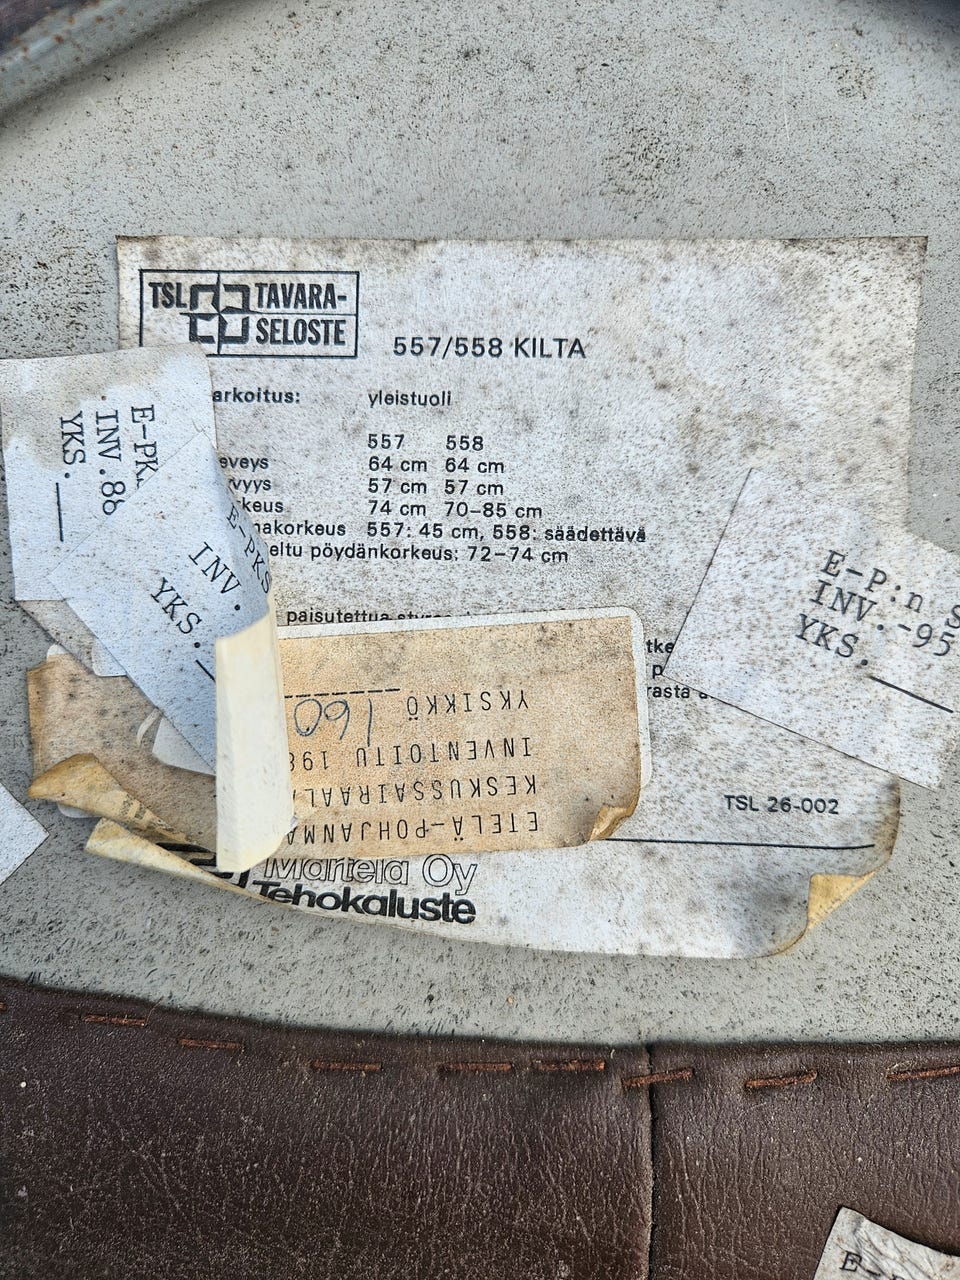 TSL TAVARA-
SELOSTE
557/558 KILTA
arkoitus: yleistuoli
557 558
eveys 64 cm 64 cm
vyys 57 cm 57 cm
keus 74 cm 70–85 cm
nakorkeus 557: 45 cm, 558: säädettävä
eltu pöydänkorkeus: 72–74 cm
paisutettua
rasta
TSL 26-002
Martela Oy
Tehokaluste
E-PK
INV.88
YKS.
E-PKS
INV.
YKS.
E-P:n S
INV.-95
YKS.
ETELÄ-POHJANMA
KESKUSSAIRAAL
INVENTOITU 198
YKSIKKÖ 160
E-